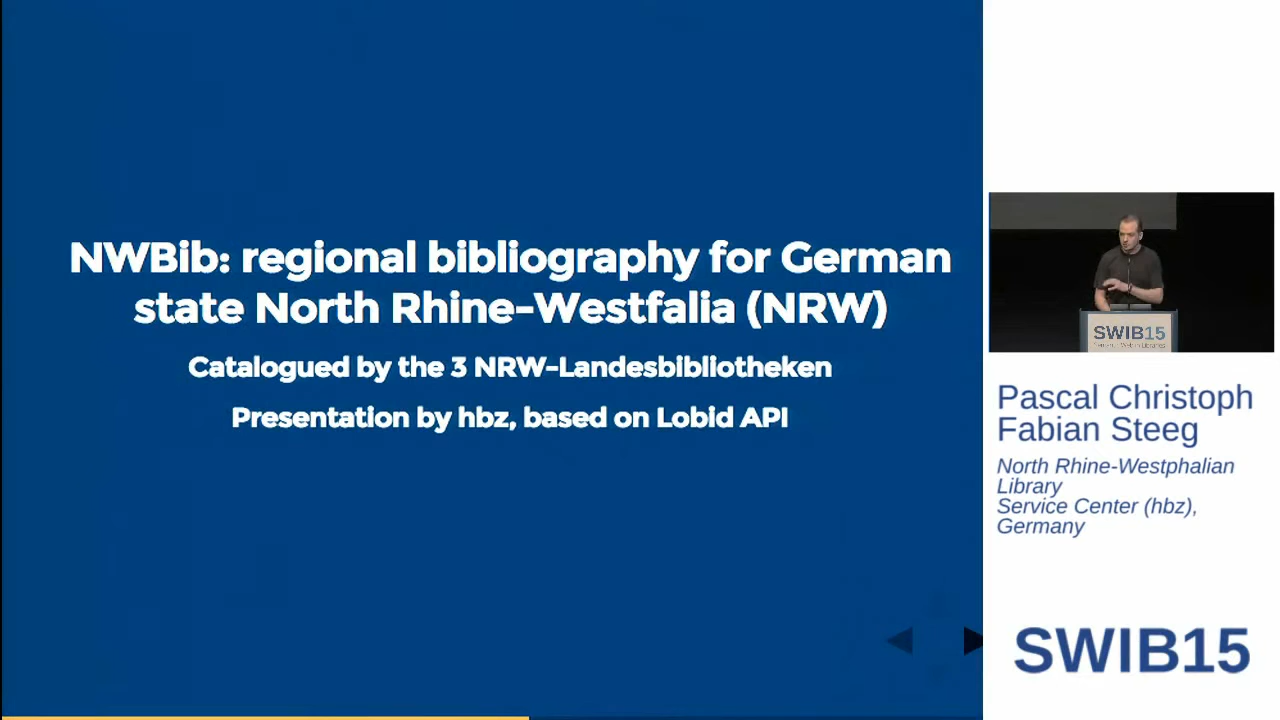 NWBib: regional bibliography for German
state North Rhine-Westfalia (NRW)
Catalogued by the 3 NRW-Landesbibliotheken
Presentation by hbz, based on Lobid API
SWIB15
Pascal Christoph
Fabian Steeg
North Rhine-Westphalian
Library
Service Center (hbz),
Germany
SWIB15